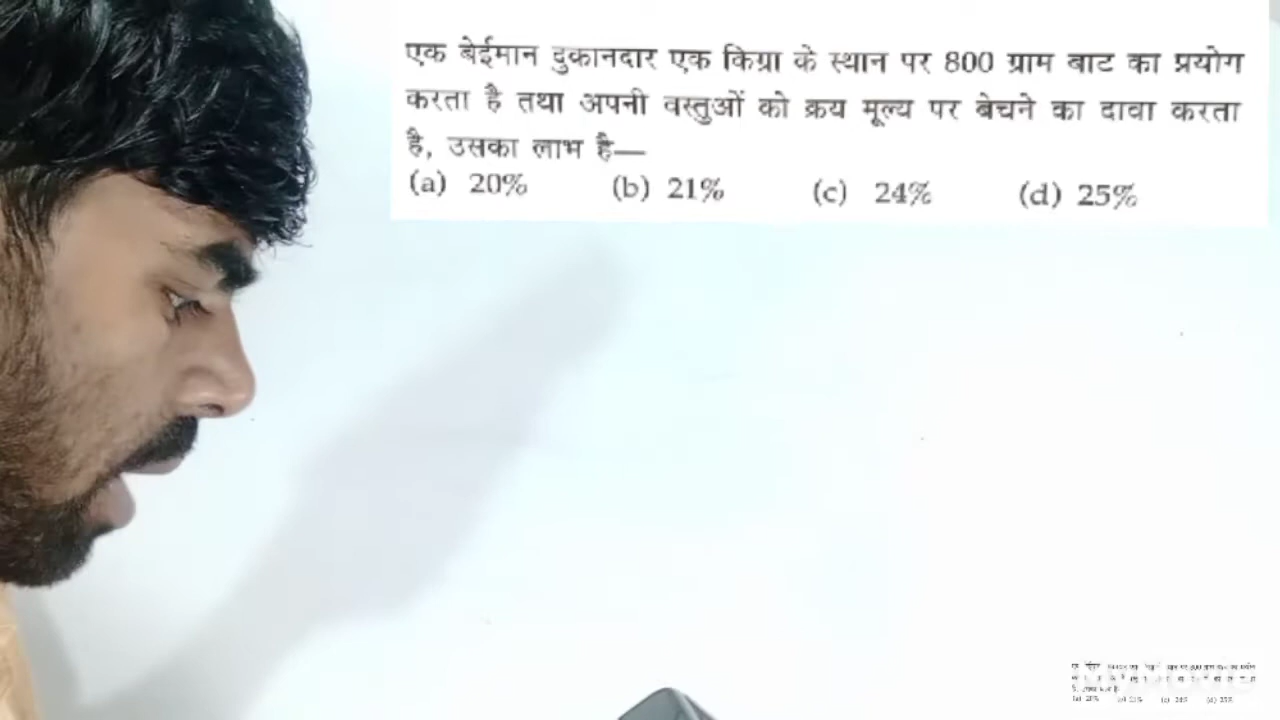 एक बेईमान दुकानदार एक किग्रा के स्थान पर 800 ग्राम बाट का प्रयोग
करता है तथा अपनी वस्तुओं को क्रय मूल्य पर बेचने का दावा करता
है, उसका लाभ है—
(a) 20% (b) 21% (c) 24% (d) 25%